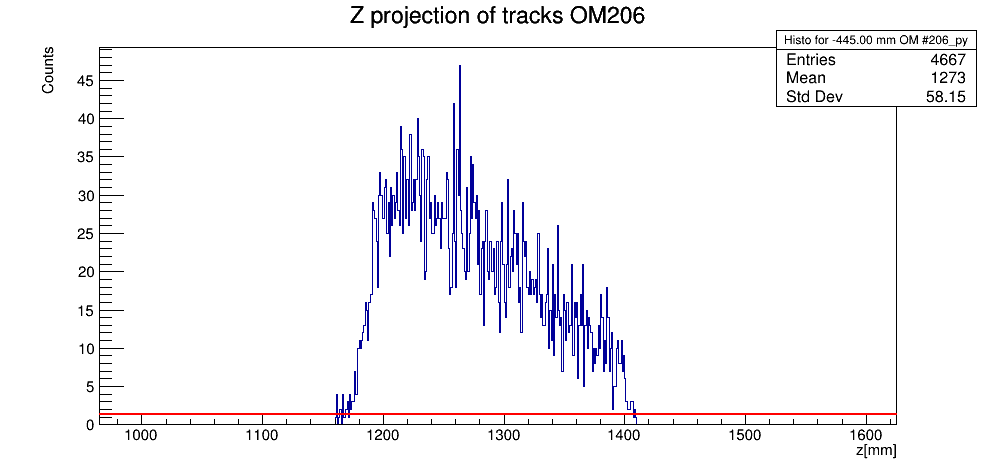 Z projection of tracks OM206
Histo for -445.00 mm OM #206_py
Entries 4667
Mean 1273
Std Dev 58.15
Counts
45
40
35
30
25
20
15
10
5
0
1000 1100 1200 1300 1400 1500 1600
z[mm]